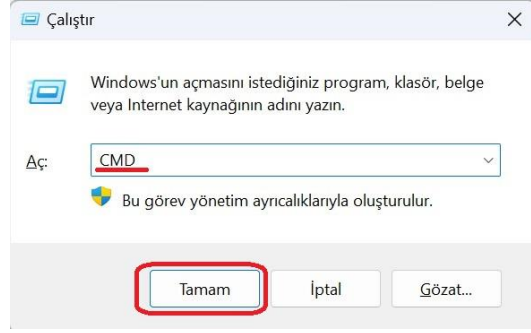 Çalıştır
Windows'un açmasını istediğiniz program, klasör, belge
veya Internet kaynağının adını yazın.
Aç:
CMD
Bu görev yönetim ayrıcalıklarıyla oluşturulur.
Tamam
İptal
Gözat...